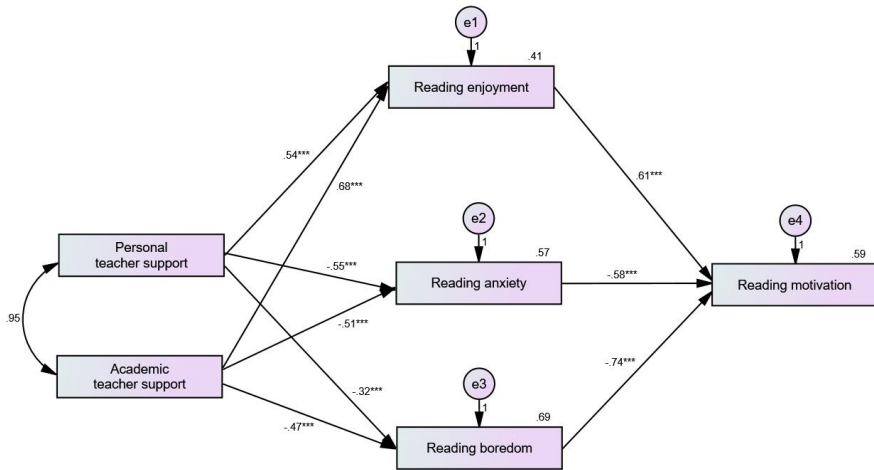 e1
1
.41
Reading enjoyment
.54***
.68***
.61***
e2
1
.57
e4
1
.59
Personal
teacher support
-.55***
Reading anxiety
-.58***
Reading motivation
.95
-.51***
Academic
teacher support
-.32***
-.74***
e3
1
-.47***
.69
Reading boredom